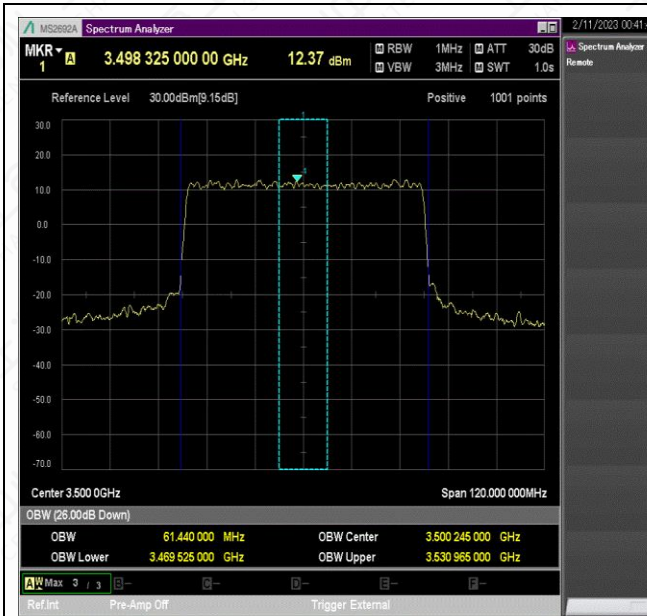 MS2692A Spectrum Analyzer
2/11/2023 00:41
MKR 1 A 3.498 325 000 00 GHz 12.37 dBm
M RBW 1MHz M ATT 30dB
M VBW 3MHz M SWT 1.0s
Spectrum Analyzer
Remote
Reference Level 30.00dBm[9.15dB] Positive 1001 points
30.0
20.0
10.0
0.0
-10.0
-20.0
-30.0
-40.0
-50.0
-60.0
-70.0
Center 3.500 0GHz Span 120.000 000MHz
OBW (26.00dB Down)
OBW 61.440 000 MHz OBW Center 3.500 245 000 GHz
OBW Lower 3.469 525 000 GHz OBW Upper 3.530 965 000 GHz
A W Max 3 / 3 B- C- D- E- F-
Ref.Int Pre-Amp Off Trigger External